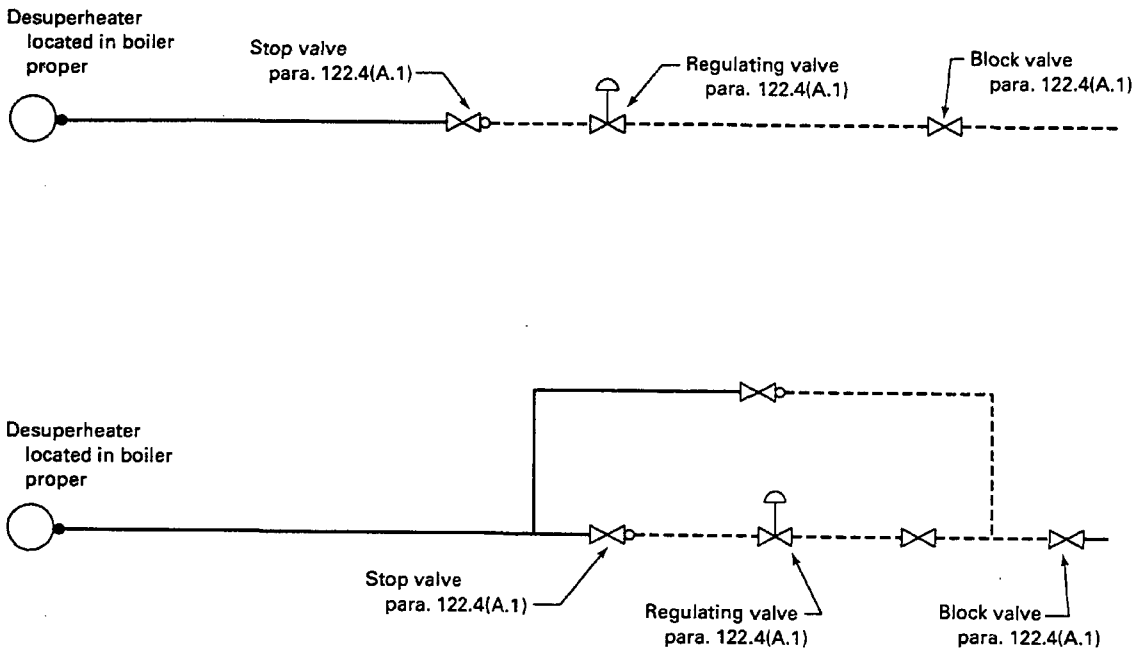 Desuperheater
located in boiler
proper
Stop valve
para. 122.4(A.1)
Regulating valve
para. 122.4(A.1)
Block valve
para. 122.4(A.1)
Desuperheater
located in boiler
proper
Stop valve
para. 122.4(A.1)
Regulating valve
para. 122.4(A.1)
Block valve
para. 122.4(A.1)